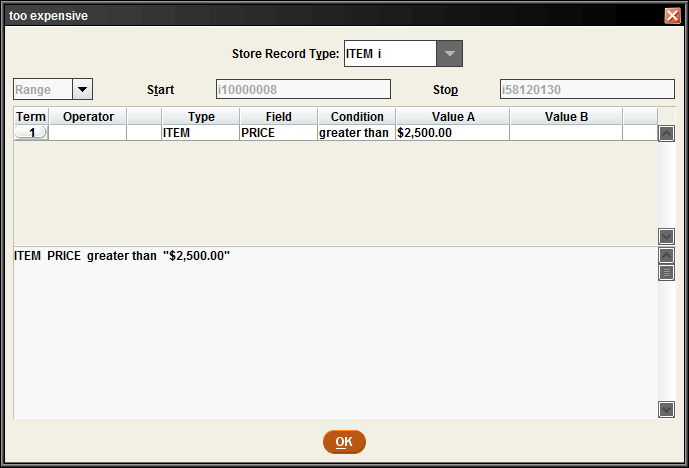 too expensive
Store Record Type: ITEM i
Range Start i10000008 Stop i58120130
Term Operator Type Field Condition Value A Value B
1 ITEM PRICE greater than $2,500.00
ITEM PRICE greater than "$2,500.00"
OK